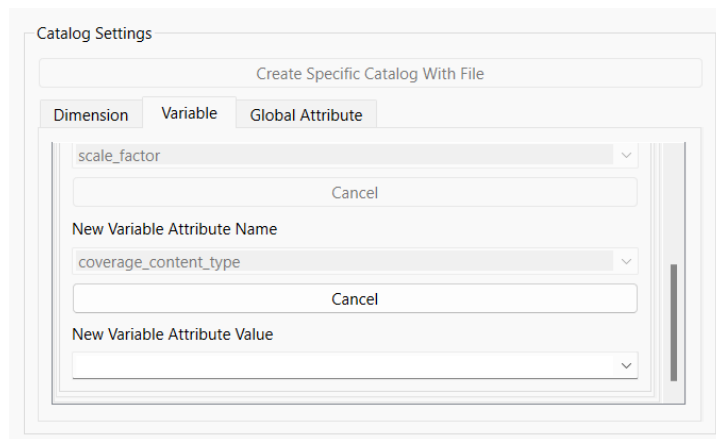 Catalog Settings
Create Specific Catalog With File
Dimension Variable Global Attribute
scale_factor
Cancel
New Variable Attribute Name
coverage_content_type
Cancel
New Variable Attribute Value